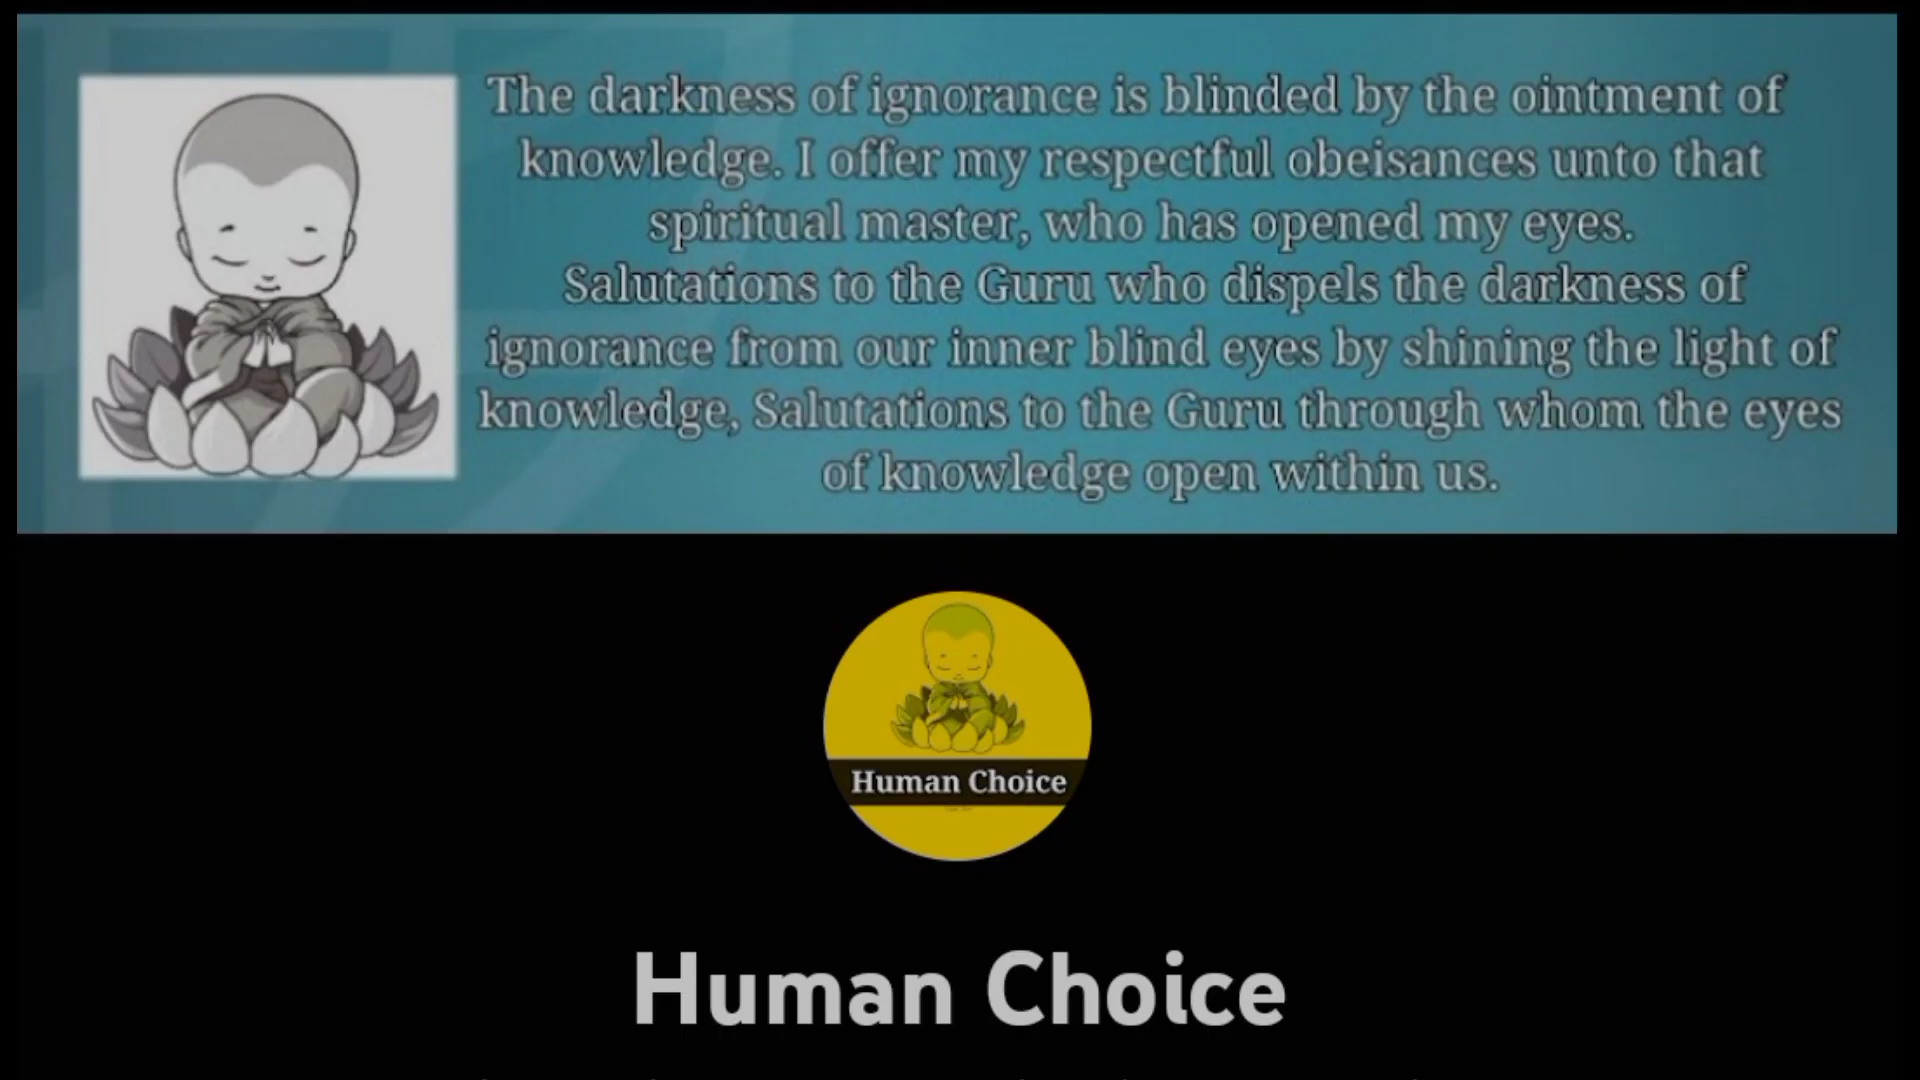 The darkness of ignorance is blinded by the ointment of
knowledge. I offer my respectful obeisances unto that
spiritual master, who has opened my eyes.
Salutations to the Guru who dispels the darkness of
ignorance from our inner blind eyes by shining the light of
knowledge, Salutations to the Guru through whom the eyes
of knowledge open within us.
Human Choice
Human Choice